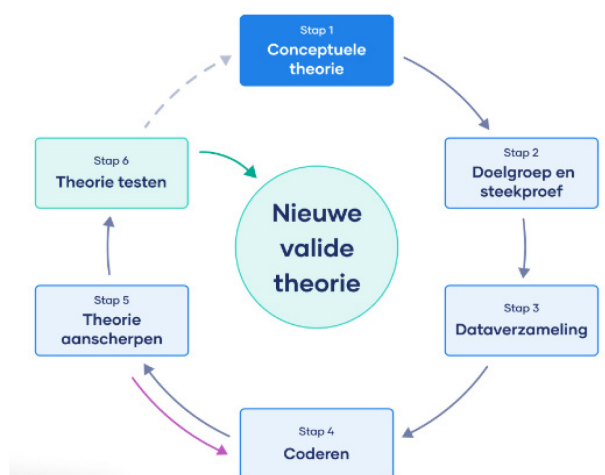 Stap 1
Conceptuele
theorie
Stap 2
Doelgroep en
steekproef
Stap 3
Dataverzameling
Stap 4
Coderen
Stap 5
Theorie
aanscherpen
Stap 6
Theorie testen
Nieuwe
valide
theorie